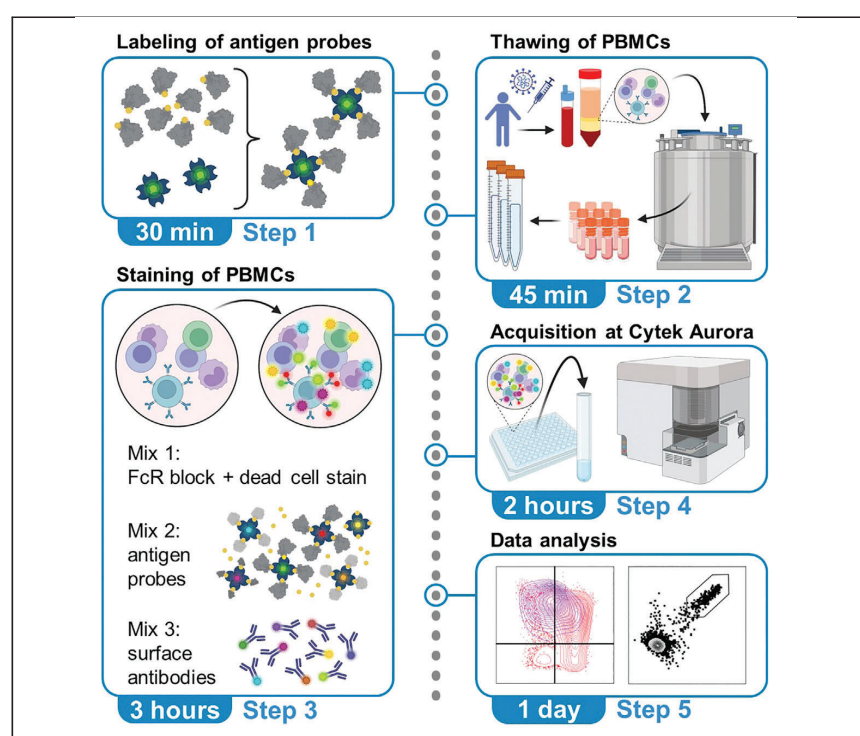 Labeling of antigen probes
30 min Step 1
Thawing of PBMCs
45 min Step 2
Staining of PBMCs
Mix 1:
FcR block + dead cell stain
Mix 2:
antigen
probes
Mix 3:
surface
antibodies
3 hours Step 3
Acquisition at Cytek Aurora
2 hours Step 4
Data analysis
1 day Step 5